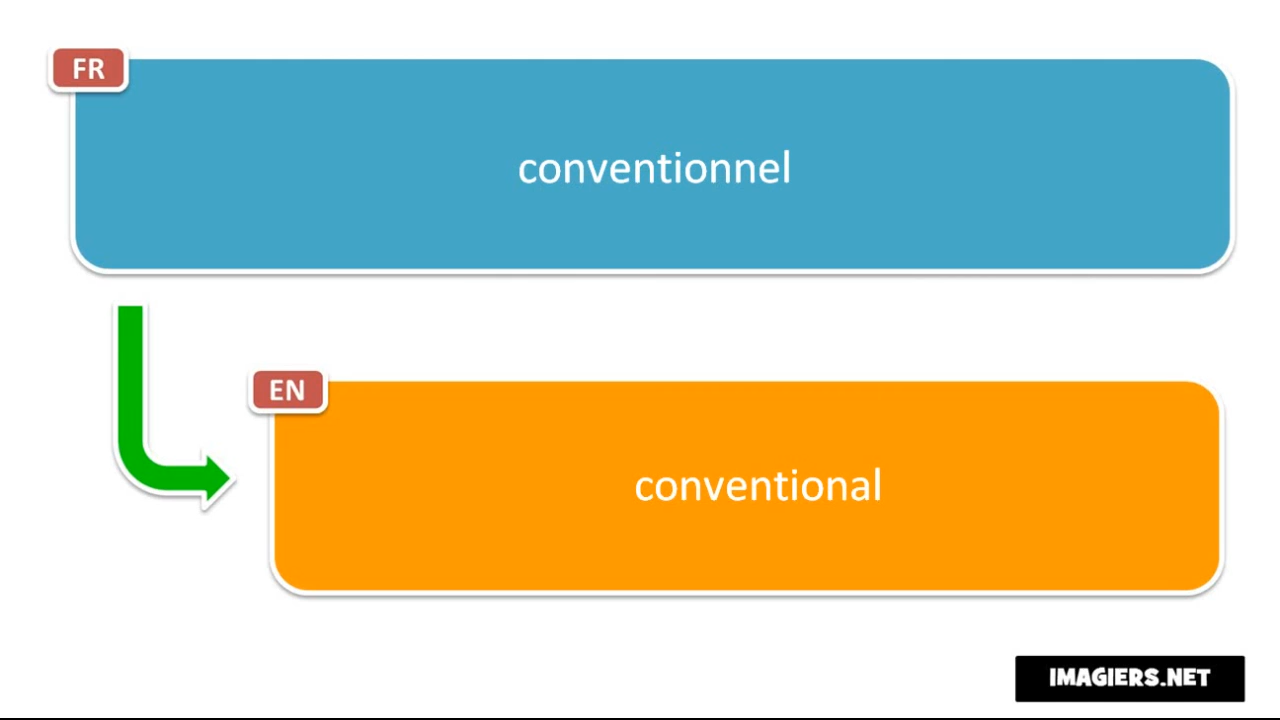 FR
conventionnel
EN
conventional
IMAGIERS.NET